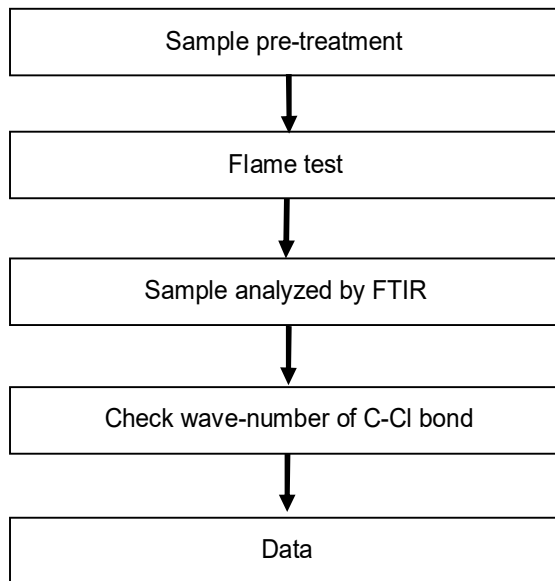 Sample pre-treatment
Flame test
Sample analyzed by FTIR
Check wave-number of C-Cl bond
Data